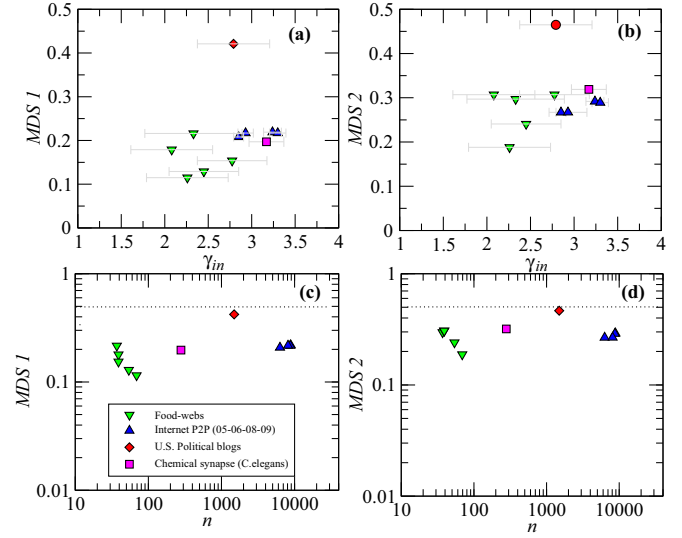 0.5
(a)
0.4
0.3
0.2
0.1
0
MDS 1
1
1.5
2
2.5
3
3.5
4
γin
0.5
(b)
0.4
0.3
0.2
0.1
0
MDS 2
1
1.5
2
2.5
3
3.5
4
γin
1
(c)
0.1
0.01
MDS 1
Food-webs
Internet P2P (05-06-08-09)
U.S. Political blogs
Chemical synapse (C.elegans)
10
100
1000
10000
n
1
(d)
0.1
0.01
MDS 2
10
100
1000
10000
n